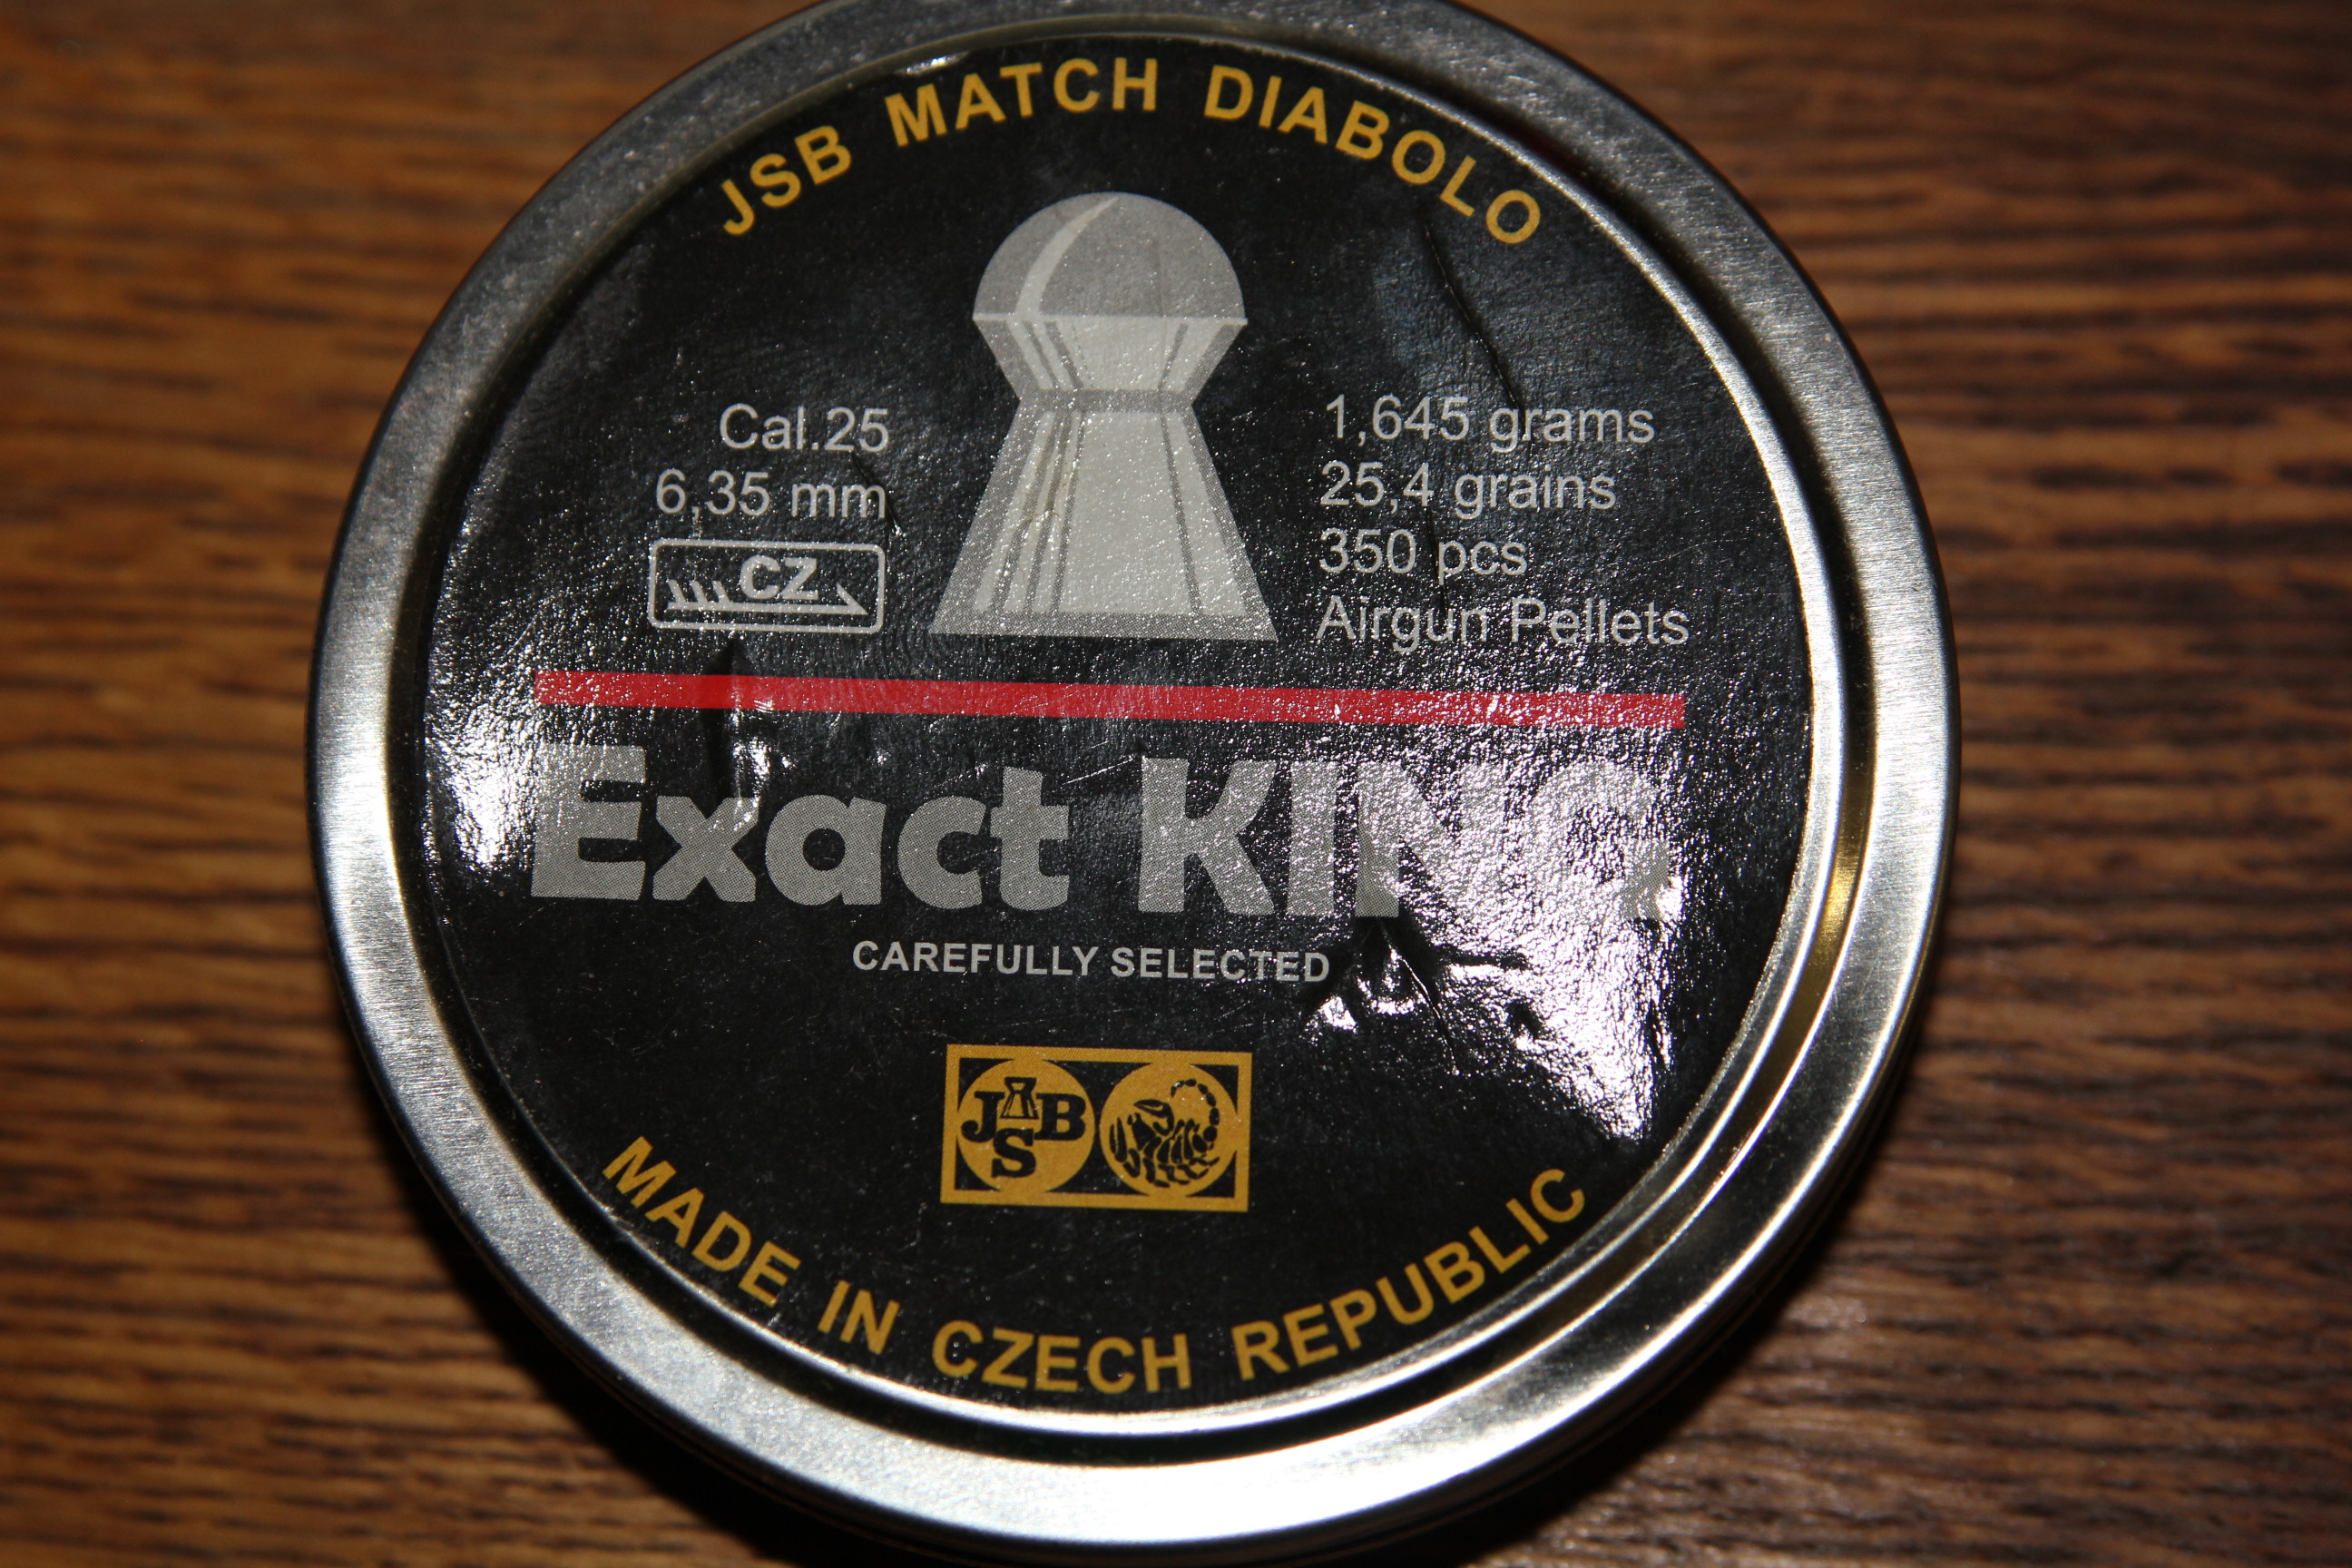 JSB MATCH DIABOLO
Cal.25
6,35 mm
CZ
1,645 grams
25,4 grains
350 pcs
Airgun Pellets
Exact KING
CAREFULLY SELECTED
JSB
MADE IN CZECH REPUBLIC